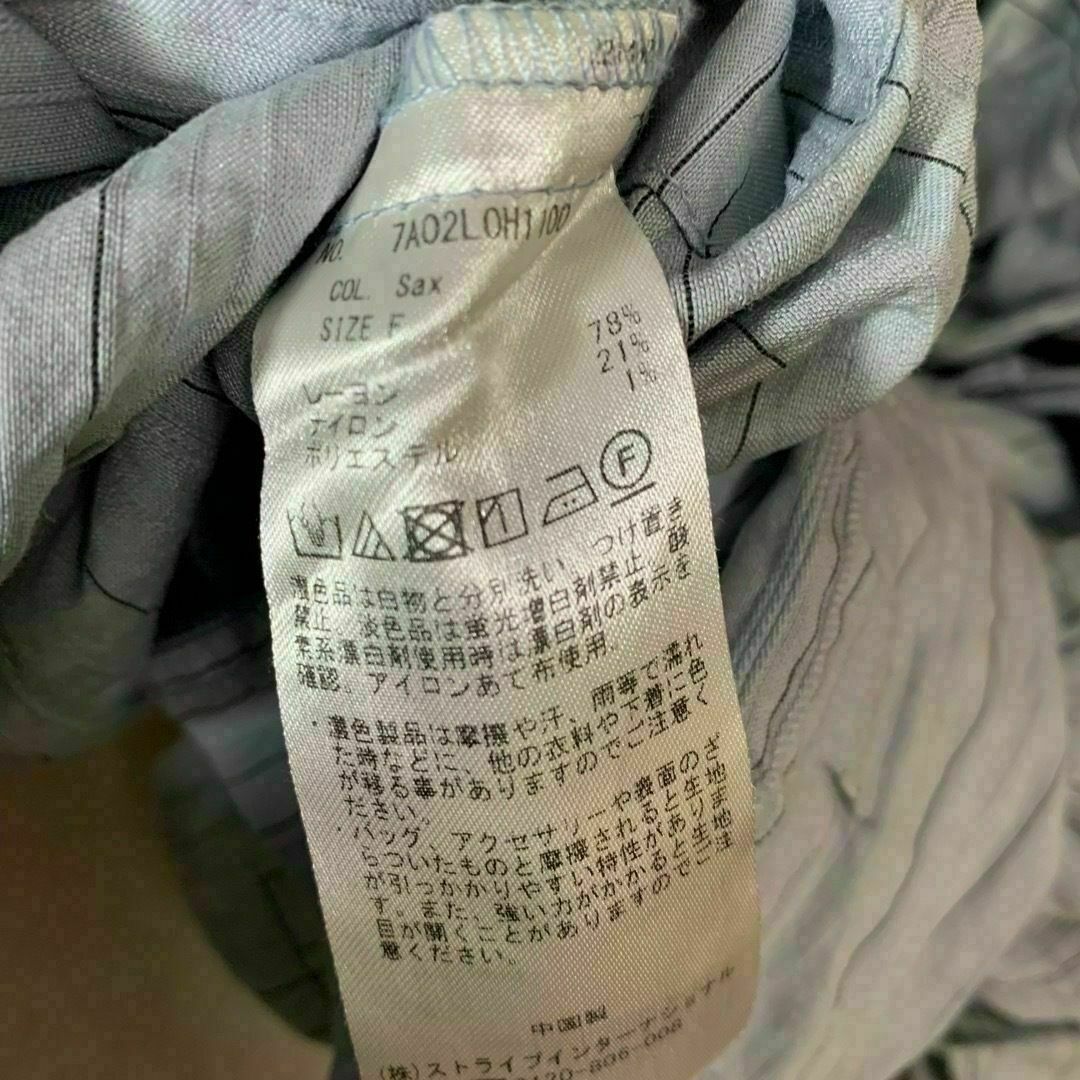 NO. 7A02L0H1100
COL. Sax
SIZE F
レーヨン 78%
ナイロン 21%
ポリエステル 1%
F
濃色品は白物と分別洗い、つけ置き
禁止。淡色品は蛍光増白剤禁止。酸
素系漂白剤使用時は漂白剤の表示を
確認。アイロンあて布使用。
・濃色製品は摩擦や汗、雨等で濡れ
た時などに、他の衣料や下着に色
が移る事がありますのでご注意く
ださい。
・バッグ、アクセサリーや表面のざ
らついたものと摩擦されると生地
が引っかかりやすい特性がありま
す。また、強い力がかかると生地
目が開くことがありますのでご注
意ください。
中国製
(株)ストライプインターナショナル
0120-806-008